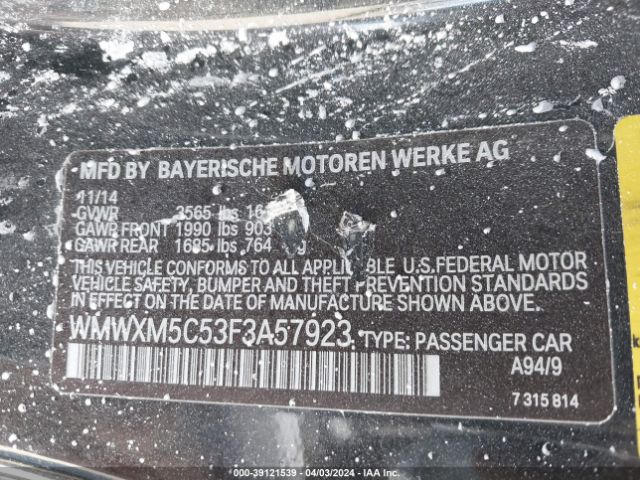 MFD BY BAYERISCHE MOTOREN WERKE AG
11/14
GVWR 3565 lbs 16
GAWR FRONT 1990 lbs 903
GAWR REAR 1685 lbs 764
THIS VEHICLE CONFORMS TO ALL APPLICABLE U.S.FEDERAL MOTOR
VEHICLE SAFETY, BUMPER AND THEFT PREVENTION STANDARDS
IN EFFECT ON THE DATE OF MANUFACTURE SHOWN ABOVE.
WMWXM5C53F3A57923 TYPE: PASSENGER CAR
A94/9
7 315 814
000-39121539 - 04/03/2024 - IAA Inc.